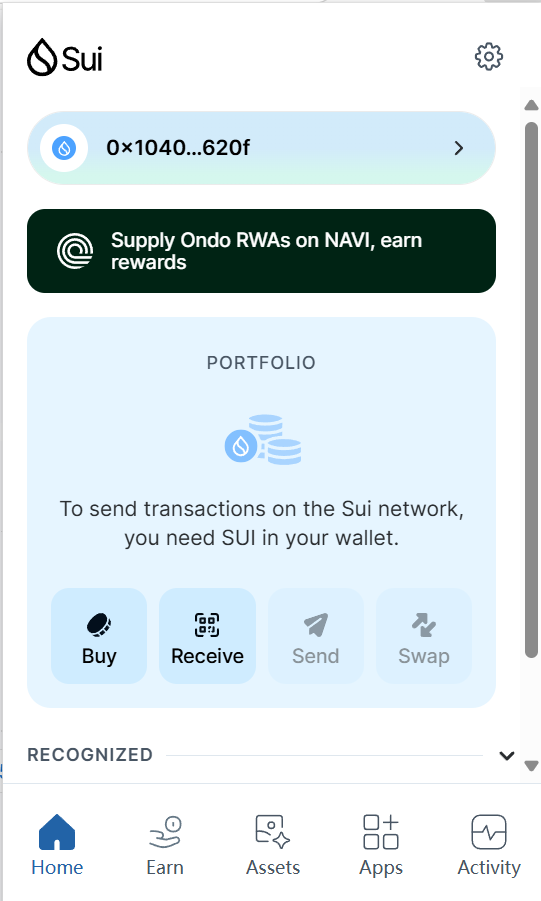 Sui
0×1040...620f
Supply Ondo RWAs on NAVI, earn
rewards
PORTFOLIO
To send transactions on the Sui network,
you need SUI in your wallet.
Buy
Receive
Send
Swap
RECOGNIZED
Home
Earn
Assets
Apps
Activity